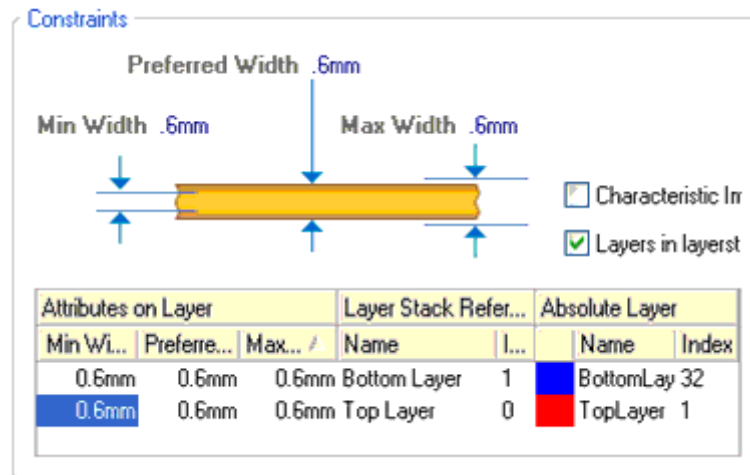 Constraints
Preferred Width .6mm
Min Width .6mm Max Width .6mm
Characteristic Im
Layers in layerst
Attributes on Layer Layer Stack Refer... Absolute Layer
Min Wi... Preferre... Max... Name I... Name Index
0.6mm 0.6mm 0.6mm Bottom Layer 1 BottomLay 32
0.6mm 0.6mm 0.6mm Top Layer 0 TopLayer 1